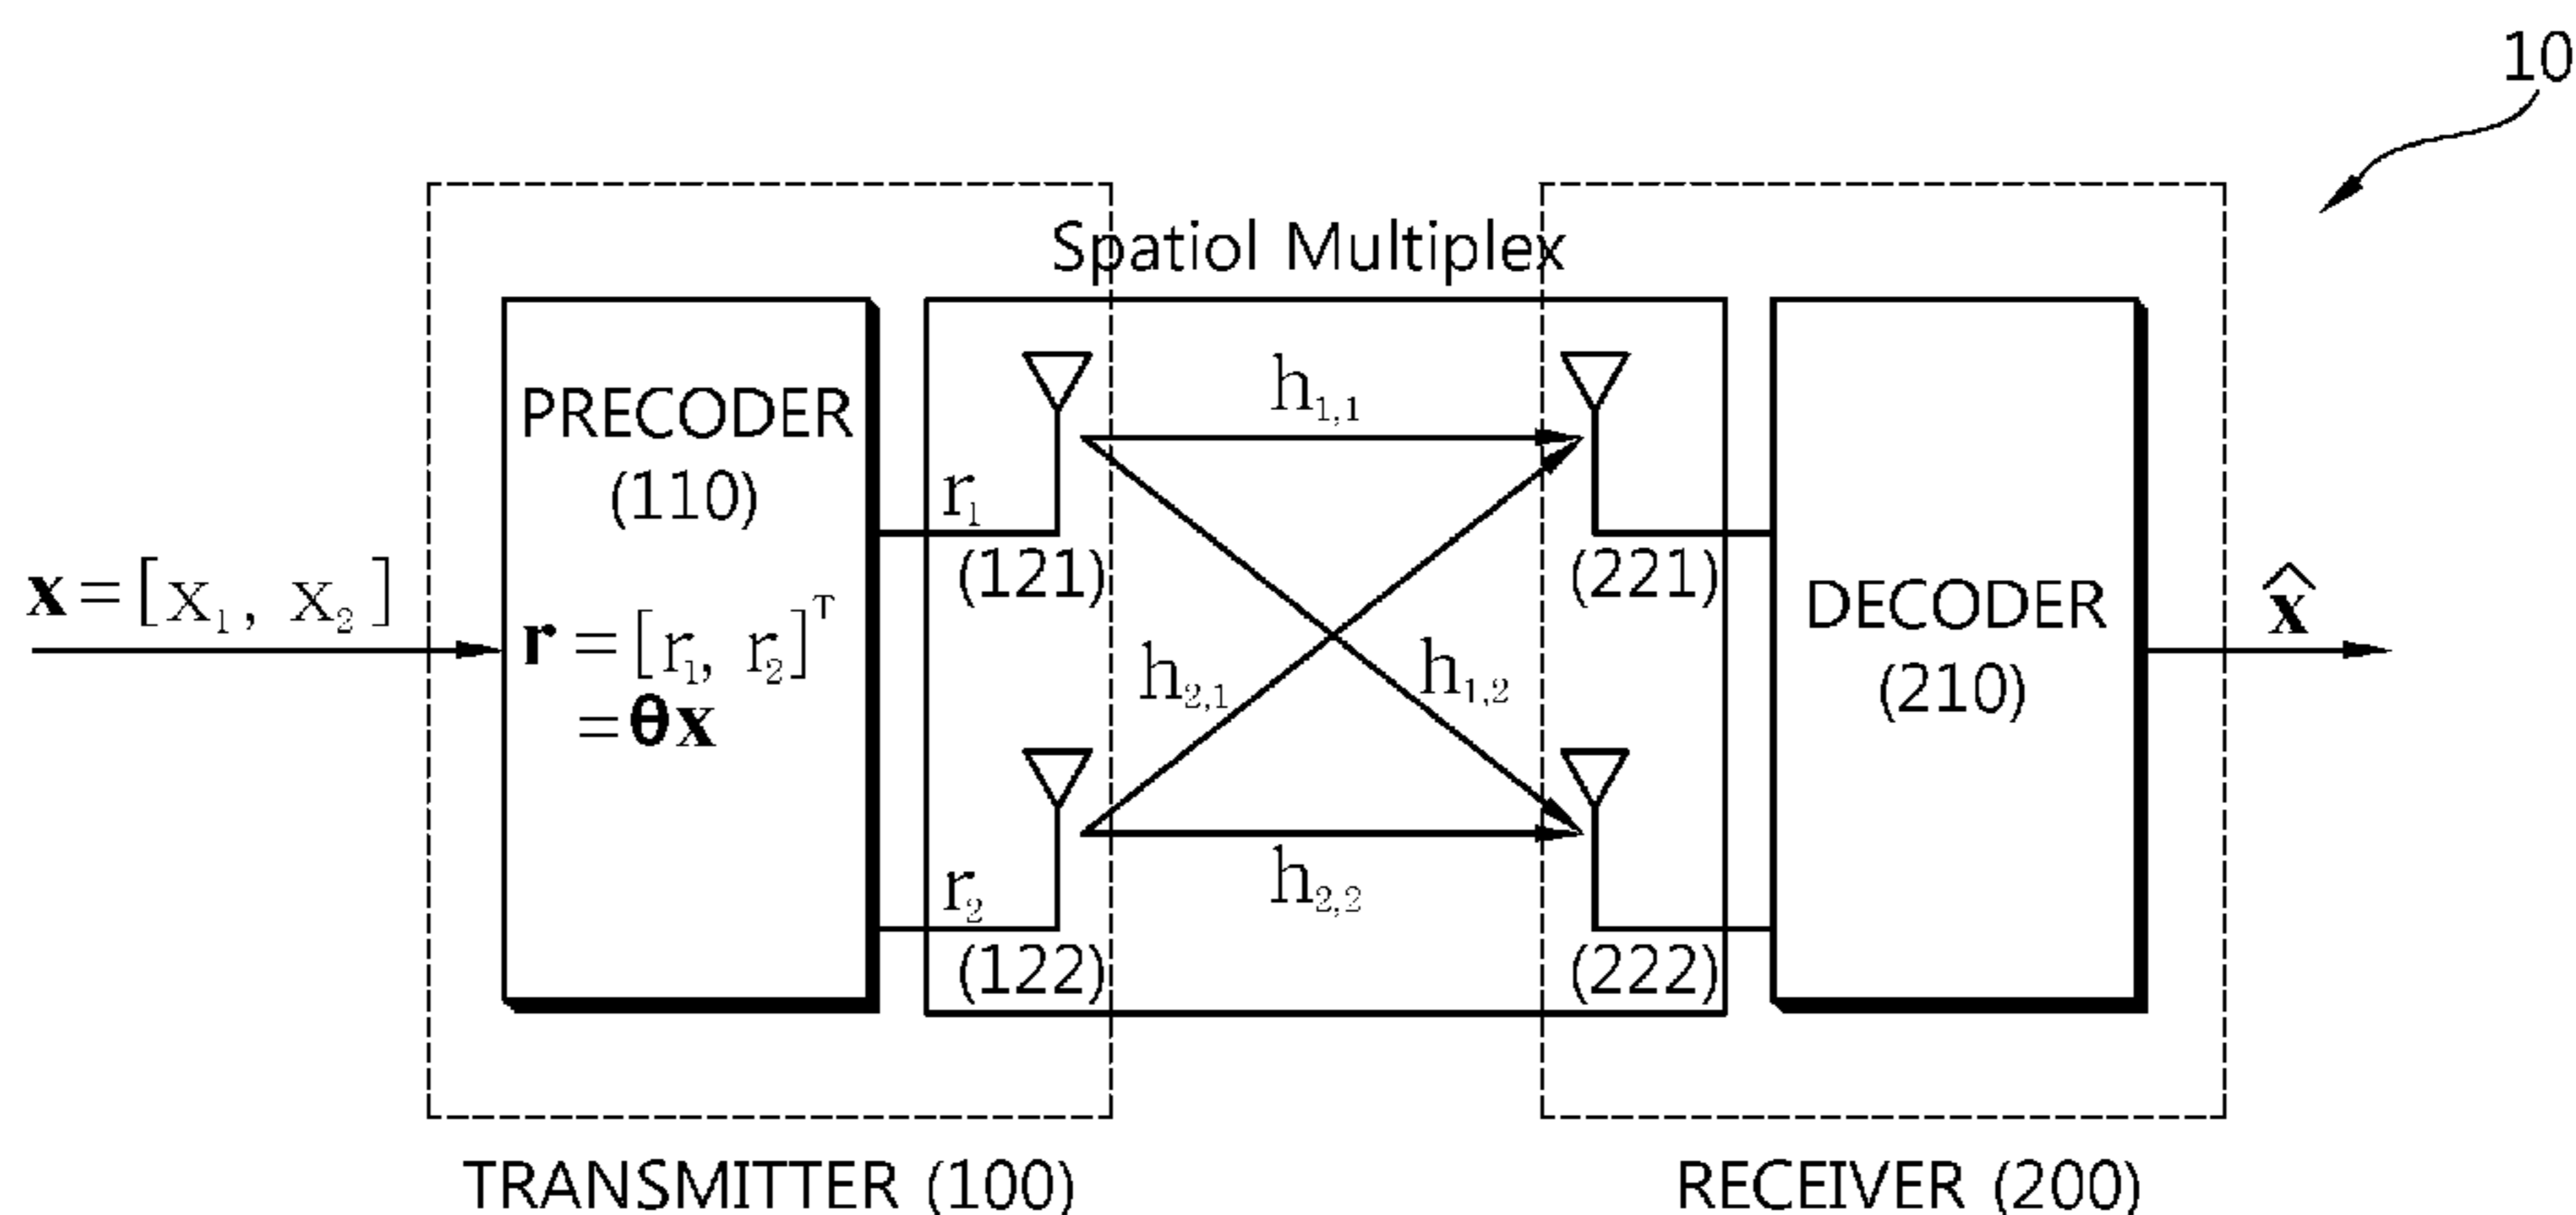 10
Spatiol Multiplex
PRECODER
(110)
x=[x₁, x₂]
r=[r₁, r₂]ᵀ
=θx
r₁
(121)
r₂
(122)
h₁,₁
h₂,₁
h₁,₂
h₂,₂
(221)
(222)
DECODER
(210)
x̂
TRANSMITTER (100)
RECEIVER (200)